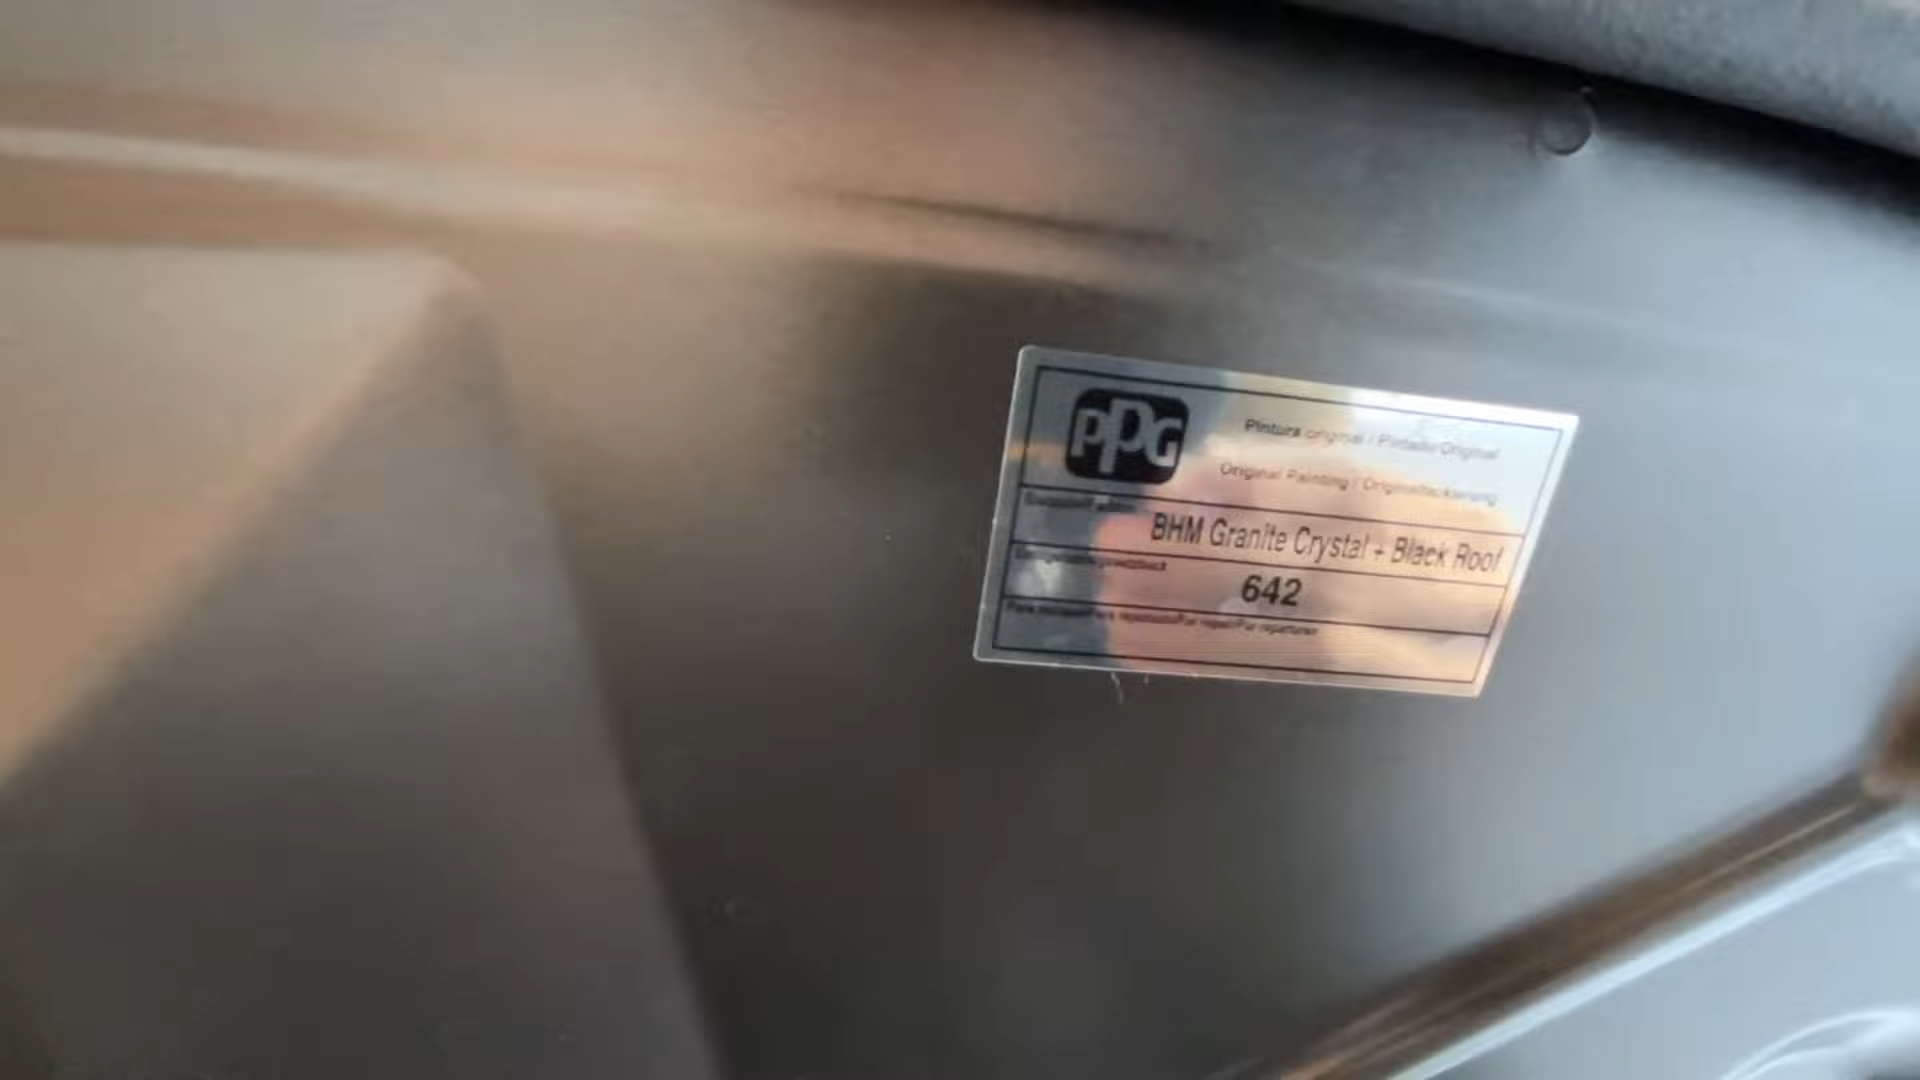 PPG
Pintura original / Pintado Original
Original Painting / Originallackierung
BHM Granite Crystal + Black Roof
642